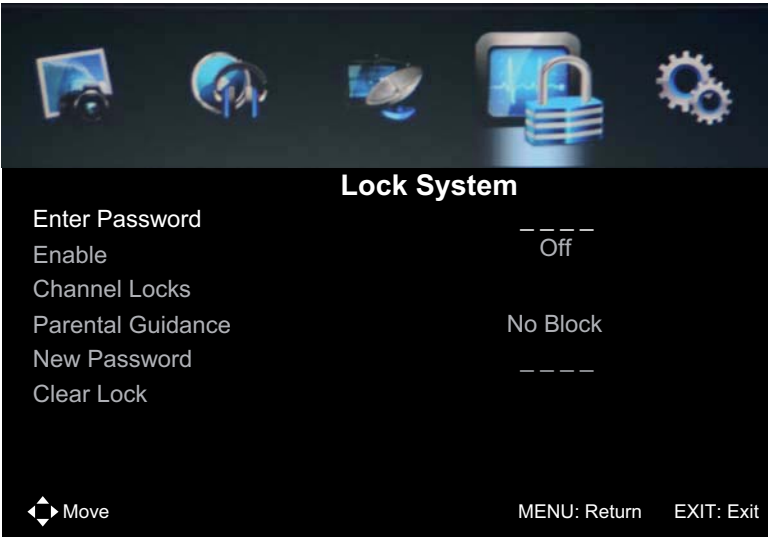 Lock System
Enter Password _ _ _ _
Enable Off
Channel Locks
Parental Guidance No Block
New Password _ _ _ _
Clear Lock
Move MENU: Return EXIT: Exit